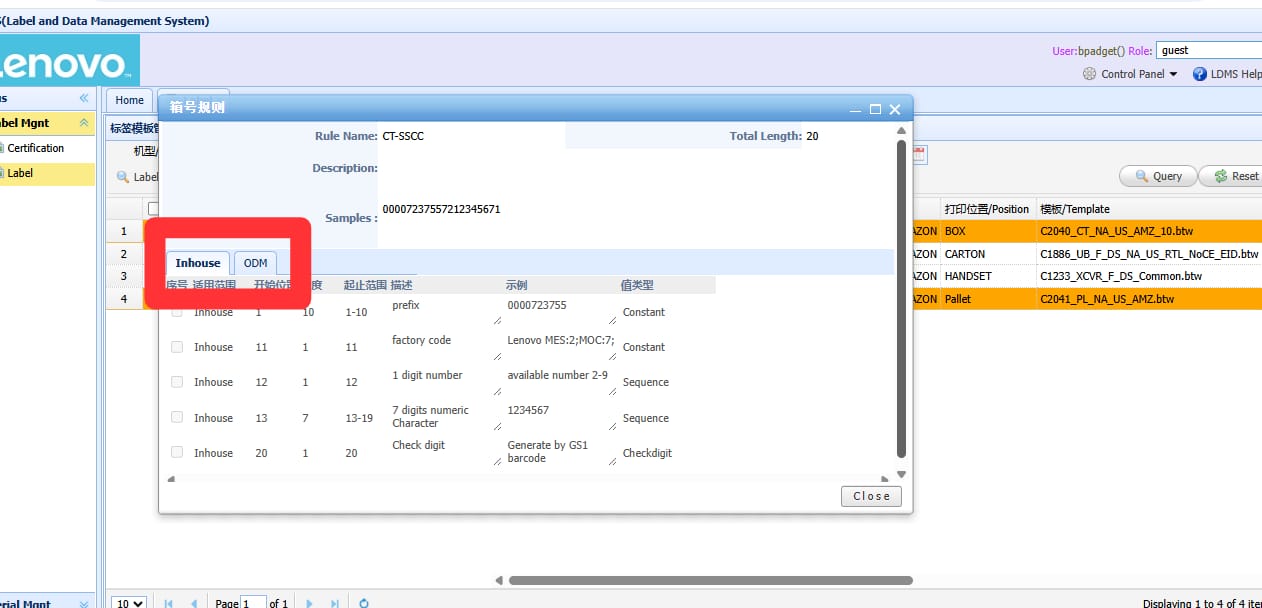 (Label and Data Management System)
enovo
User:bpadget() Role: guest
Control Panel LDMS Help
Home
箱号规则
bel Mgnt
标签模板
Rule Name: CT-SSCC Total Length: 20
Certification
机型/
Description:
Label
Label
Query Reset
Samples : 00007237557212345671
打印位置/Position 模板/Template
1 AZON BOX C2040_CT_NA_US_AMZ_10.btw
2 AZON CARTON C1886_UB_F_DS_NA_US_RTL_NoCE_EID.btw
Inhouse ODM
3 AZON HANDSET C1233_XCVR_F_DS_Common.btw
序号 适用范围 开始位置 度 起止范围 描述 示例 值类型
4 AZON Pallet C2041_PL_NA_US_AMZ.btw
Inhouse 1 10 1-10 prefix 0000723755 Constant
Inhouse 11 1 11 factory code Lenovo MES:2;MOC:7; Constant
Inhouse 12 1 12 1 digit number available number 2-9 Sequence
Inhouse 13 7 13-19 7 digits numeric Character 1234567 Sequence
Inhouse 20 1 20 Check digit Generate by GS1 barcode Checkdigit
Close
erial Mgnt
10 Page 1 of 1 Displaying 1 to 4 of 4 ite